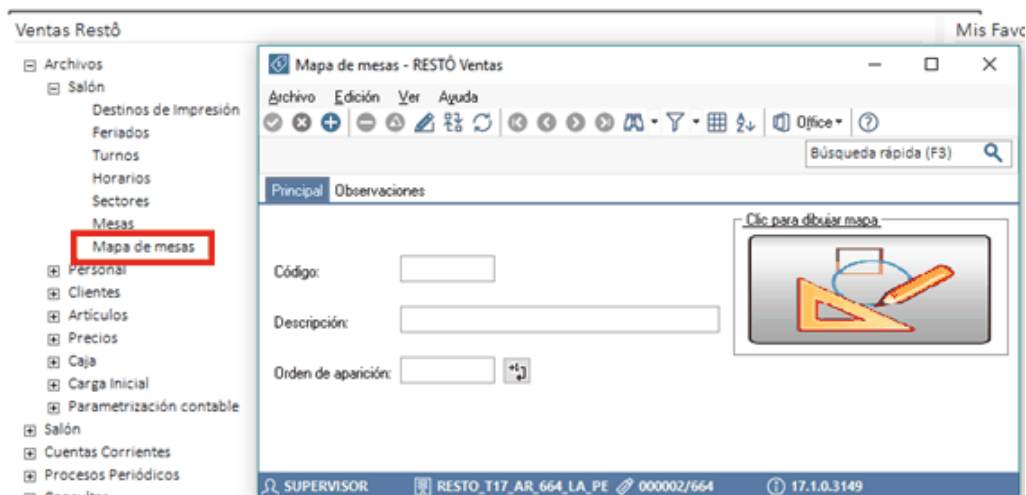 Ventas Restô
Mis Favo
Archivos
Salón
Destinos de Impresión
Feriados
Turnos
Horarios
Sectores
Mesas
Mapa de mesas
Personal
Clientes
Artículos
Precios
Caja
Carga Inicial
Parametrización contable
Salón
Cuentas Corrientes
Procesos Periódicos
Consultas
Mapa de mesas - RESTÔ Ventas
Archivo Edición Ver Ayuda
Office
Búsqueda rápida (F3)
Principal Observaciones
Clic para dibujar mapa
Código:
Descripción:
Orden de aparición:
SUPERVISOR RESTO_T17_AR_664_LA_PE 000002/664 17.1.0.3149